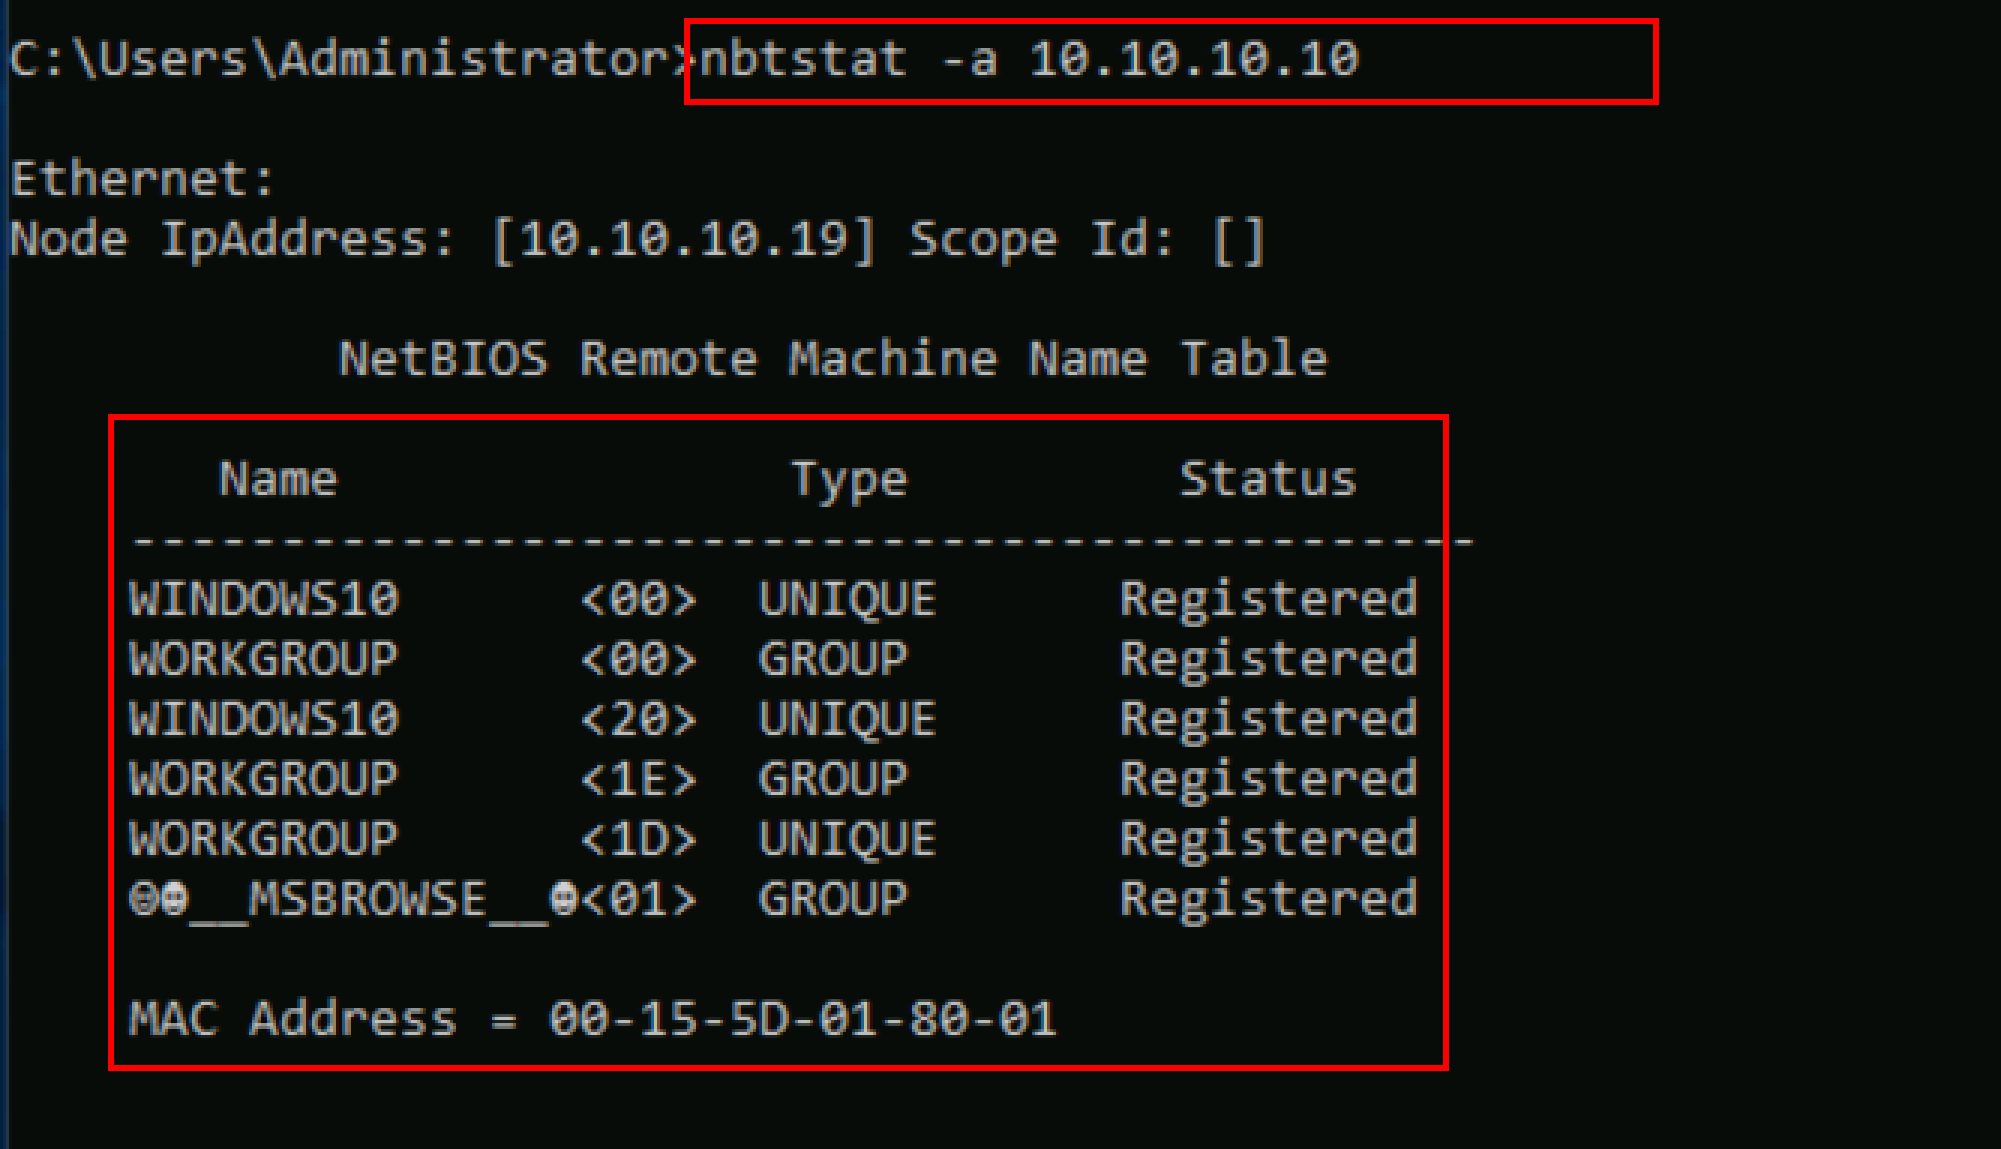 C:\Users\Administrator>nbtstat -a 10.10.10.10
Ethernet:
Node IpAddress: [10.10.10.19] Scope Id: []
NetBIOS Remote Machine Name Table
Name Type Status
---------------------------------------------
WINDOWS10 <00> UNIQUE Registered
WORKGROUP <00> GROUP Registered
WINDOWS10 <20> UNIQUE Registered
WORKGROUP <1E> GROUP Registered
WORKGROUP <1D> UNIQUE Registered
☺☻__MSBROWSE__☻<01> GROUP Registered
MAC Address = 00-15-5D-01-80-01